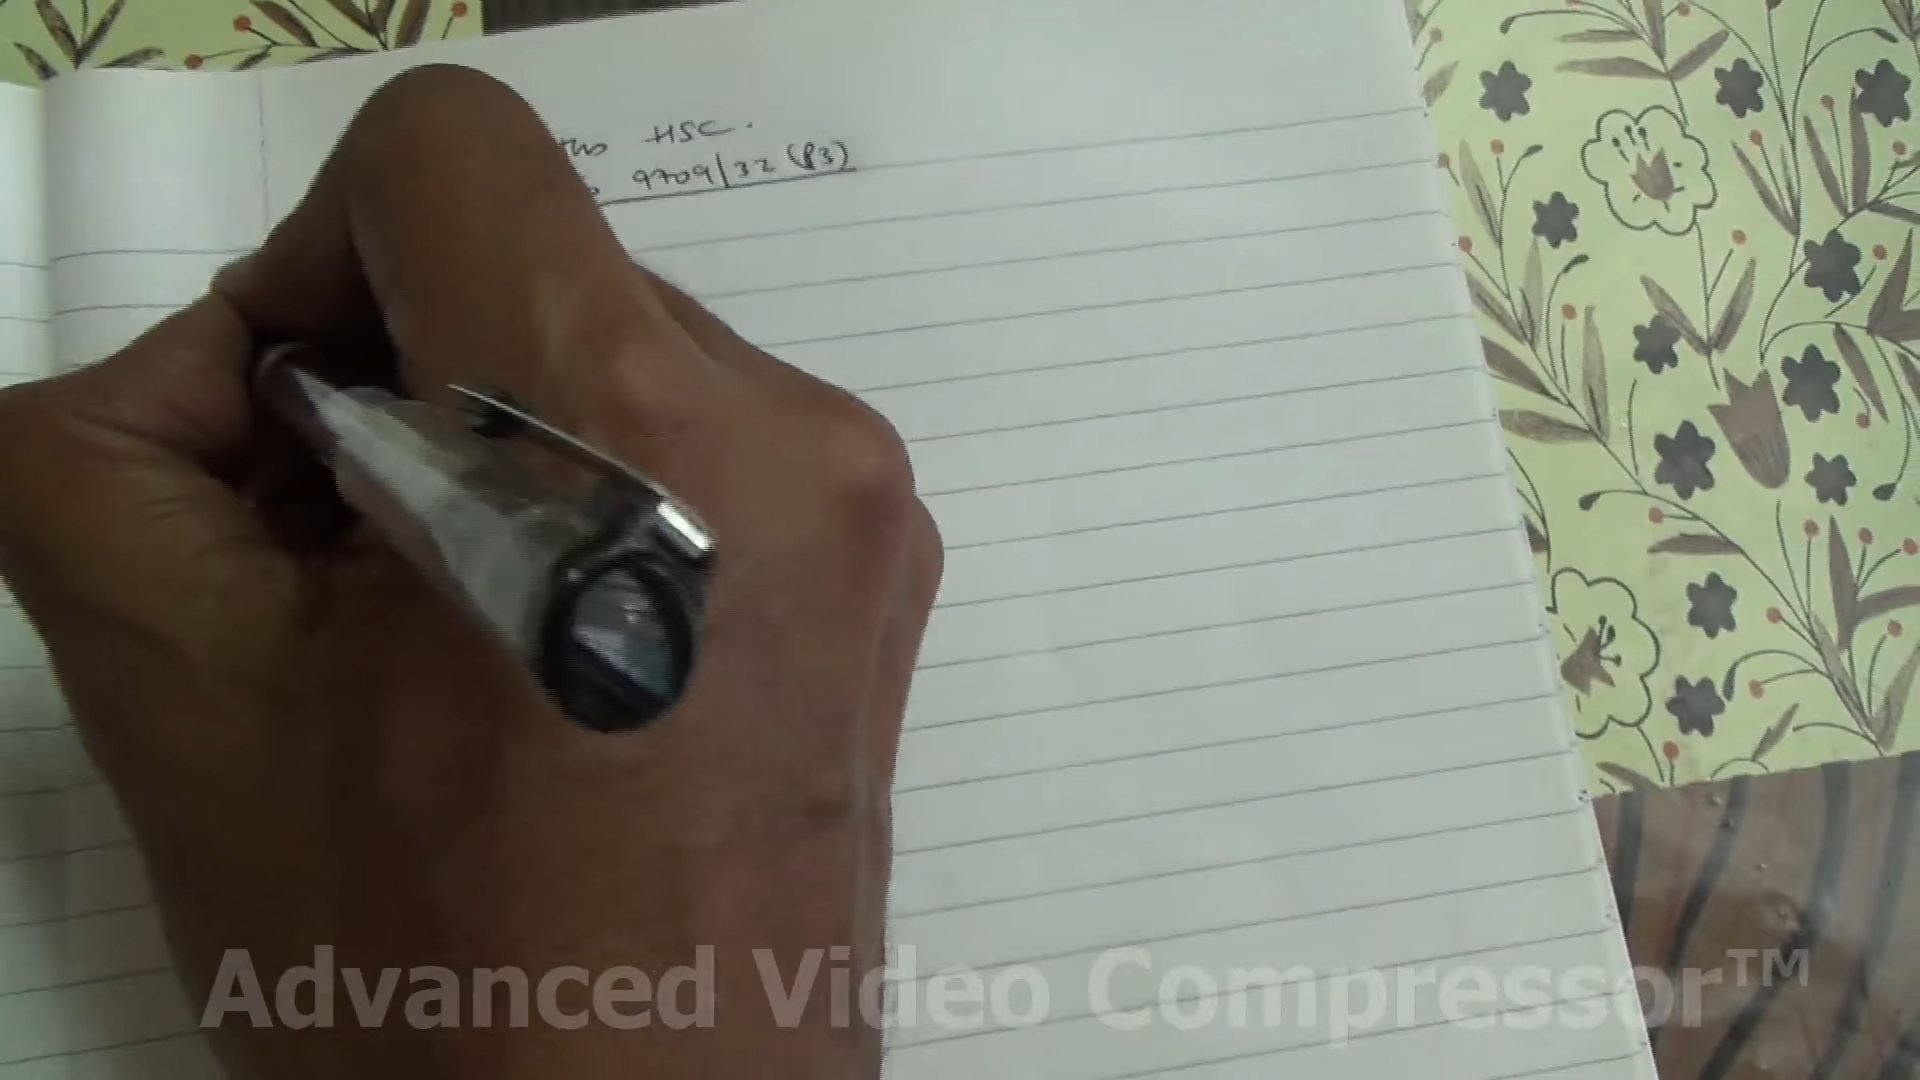 HSC.
9709/32 (P3)
Advanced Video Compressor™